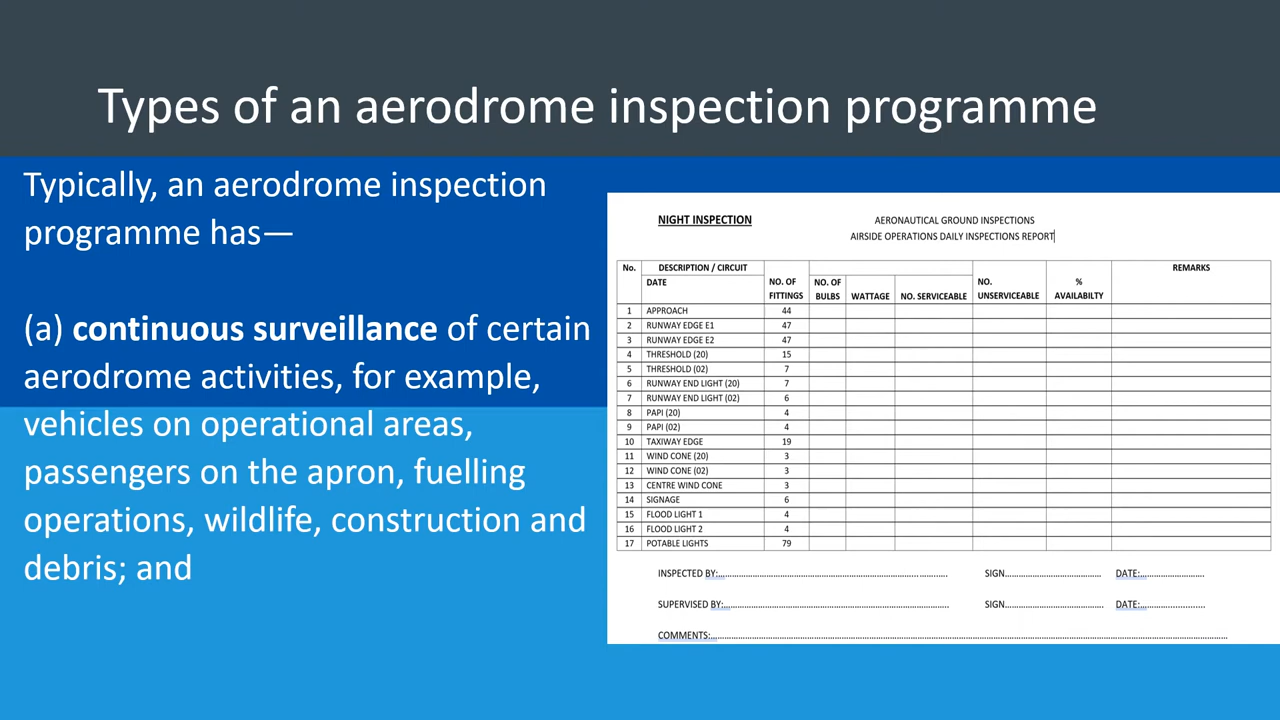 Types of an aerodrome inspection programme
Typically, an aerodrome inspection
programme has—
(a) continuous surveillance of certain
aerodrome activities, for example,
vehicles on operational areas,
passengers on the apron, fuelling
operations, wildlife, construction and
debris; and
NIGHT INSPECTION
AERONAUTICAL GROUND INSPECTIONS
AIRSIDE OPERATIONS DAILY INSPECTIONS REPORT
No. DESCRIPTION / CIRCUIT REMARKS
DATE NO. OF NO. OF NO. %
FITTINGS BULBS WATTAGE NO. SERVICEABLE UNSERVICEABLE AVAILABILTY
1 APPROACH 44
2 RUNWAY EDGE E1 47
3 RUNWAY EDGE E2 47
4 THRESHOLD (20) 15
5 THRESHOLD (02) 7
6 RUNWAY END LIGHT (20) 7
7 RUNWAY END LIGHT (02) 6
8 PAPI (20) 4
9 PAPI (02) 4
10 TAXIWAY EDGE 19
11 WIND CONE (20) 3
12 WIND CONE (02) 3
13 CENTRE WIND CONE 3
14 SIGNAGE 6
15 FLOOD LIGHT 1 4
16 FLOOD LIGHT 2 4
17 POTABLE LIGHTS 79
INSPECTED BY:.......... SIGN.......... DATE:..........
SUPERVISED BY:.......... SIGN.......... DATE:..........
COMMENTS:..........